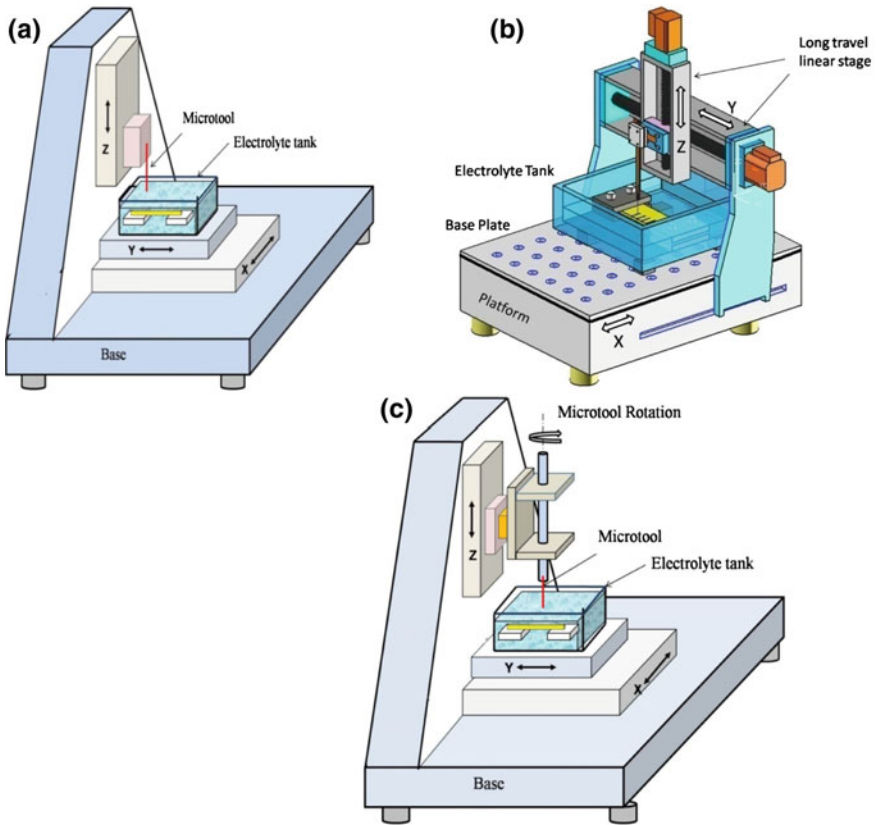 (a)
Z
Microtool
Electrolyte tank
Y
X
Base
(b)
Long travel
linear stage
Y
Z
Electrolyte Tank
Base Plate
Platform
X
(c)
Microtool Rotation
Z
Microtool
Electrolyte tank
Y
X
Base